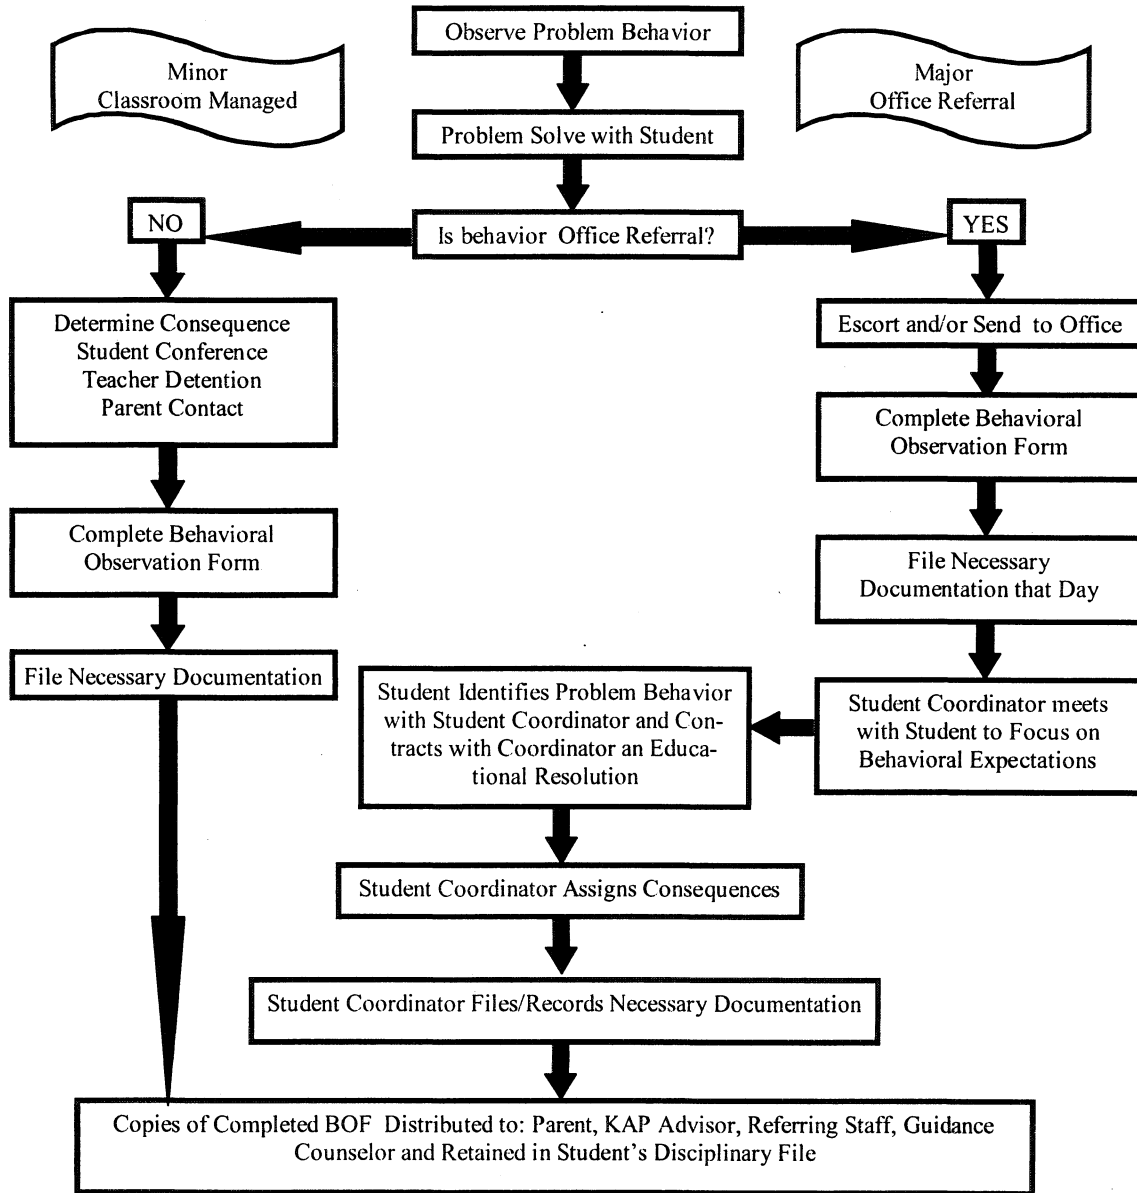 Observe Problem Behavior
Minor
Classroom Managed
Major
Office Referral
Problem Solve with Student
NO
Is behavior Office Referral?
YES
Determine Consequence
Student Conference
Teacher Detention
Parent Contact
Complete Behavioral
Observation Form
File Necessary Documentation
Escort and/or Send to Office
Complete Behavioral
Observation Form
File Necessary
Documentation that Day
Student Coordinator meets
with Student to Focus on
Behavioral Expectations
Student Identifies Problem Behavior
with Student Coordinator and Con-
tracts with Coordinator an Educa-
tional Resolution
Student Coordinator Assigns Consequences
Student Coordinator Files/Records Necessary Documentation
Copies of Completed BOF Distributed to: Parent, KAP Advisor, Referring Staff, Guidance
Counselor and Retained in Student's Disciplinary File